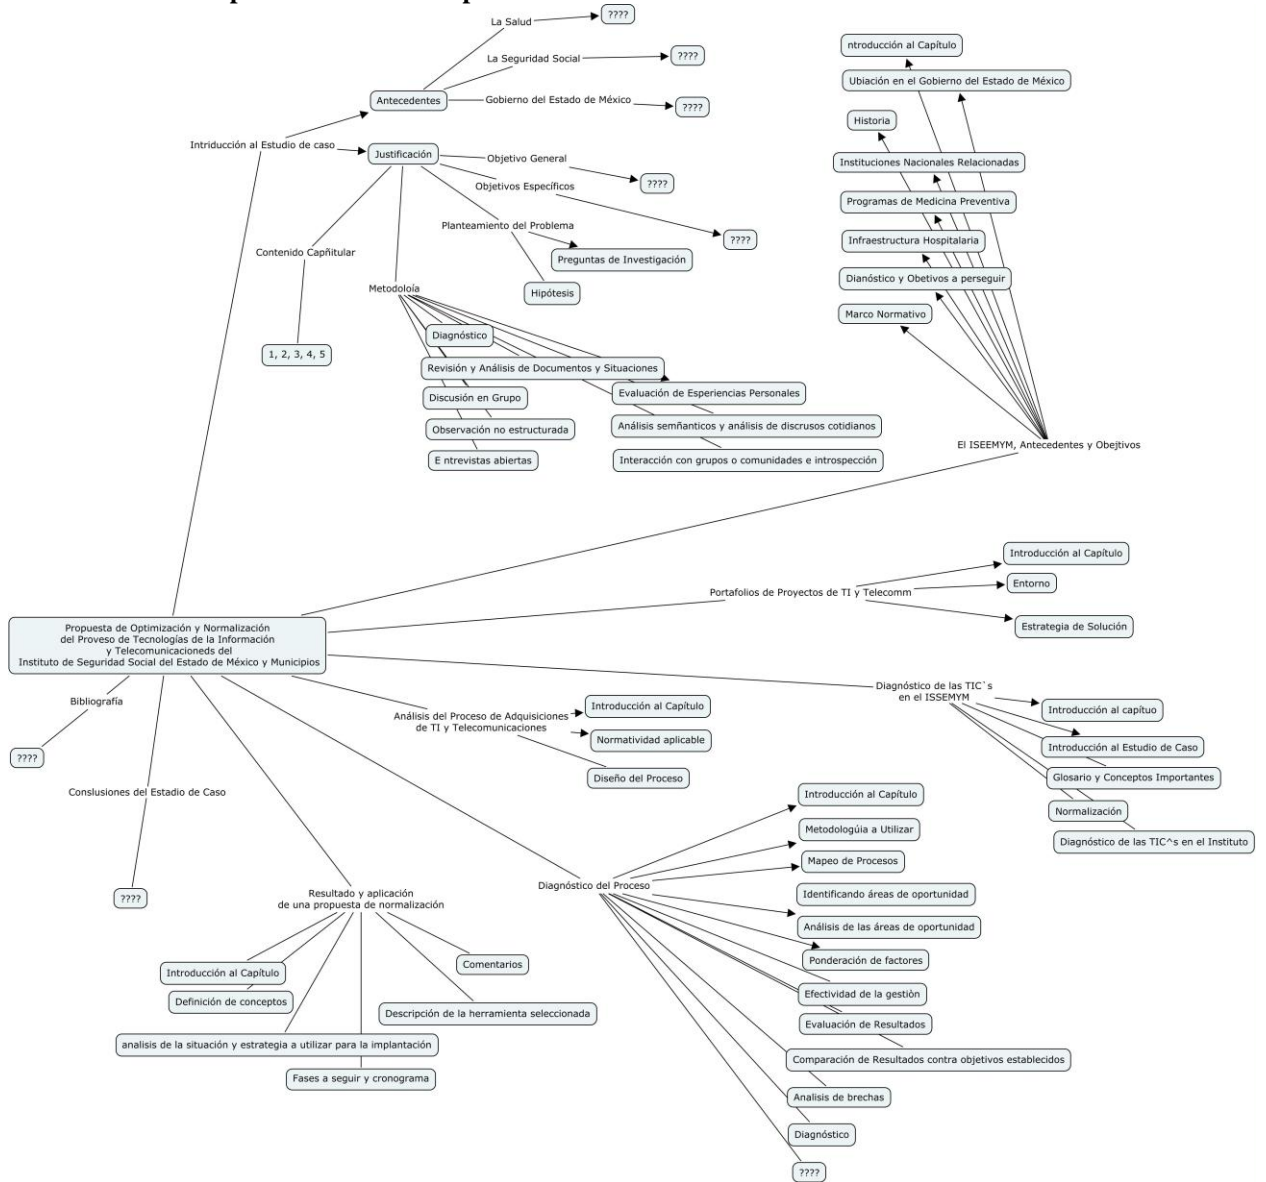 La Salud
????
La Seguridad Social
????
Antecedentes
Gobierno del Estado de México
????
Intriducción al Estudio de caso
Justificación
Objetivo General
????
Objetivos Específicos
????
Planteamiento del Problema
Preguntas de Investigación
Hipótesis
Contenido Capñitular
1, 2, 3, 4, 5
Metodoloía
Diagnóstico
Revisión y Análisis de Documentos y Situaciones
Discusión en Grupo
Observación no estructurada
E ntrevistas abiertas
Evaluación de Esperiencias Personales
Análisis semñanticos y análisis de discrusos cotidianos
Interacción con grupos o comunidades e introspección
ntroducción al Capítulo
Ubiación en el Gobierno del Estado de México
Historia
Instituciones Nacionales Relacionadas
Programas de Medicina Preventiva
Infraestructura Hospitalaria
Dianóstico y Obetivos a perseguir
Marco Normativo
El ISEEMYM, Antecedentes y Obejtivos
Introducción al Capítulo
Portafolios de Proyectos de TI y Telecomm
Entorno
Estrategia de Solución
Propuesta de Optimización y Normalización
del Proveso de Tecnologías de la Información
y Telecomunicacioneds del
Instituto de Seguridad Social del Estado de México y Municipios
Diagnóstico de las TIC`s
en el ISSEMYM
Introducción al capítuo
Introducción al Estudio de Caso
Glosario y Conceptos Importantes
Normalización
Diagnóstico de las TIC^s en el Instituto
Bibliografía
????
Análisis del Proceso de Adquisiciones
de TI y Telecomunicaciones
Introducción al Capítulo
Normatividad aplicable
Diseño del Proceso
Conslusiones del Estadio de Caso
????
Diagnóstico del Proceso
Introducción al Capítulo
Metodologúia a Utilizar
Mapeo de Procesos
Identificando áreas de oportunidad
Análisis de las áreas de oportunidad
Ponderación de factores
Efectividad de la gestiòn
Evaluación de Resultados
Comparación de Resultados contra objetivos establecidos
Analisis de brechas
Diagnóstico
????
Resultado y aplicación
de una propuesta de normalización
Introducción al Capítulo
Definición de conceptos
analisis de la situación y estrategia a utilizar para la implantación
Fases a seguir y cronograma
Descripción de la herramienta seleccionada
Comentarios